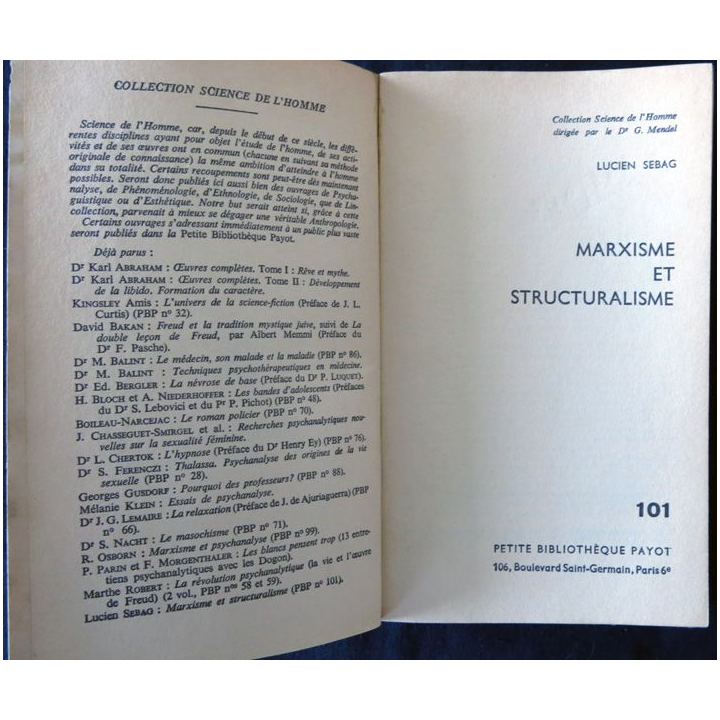 COLLECTION SCIENCE DE L'HOMME
Science de l'Homme, car, depuis le début de ce siècle, les diffé-
rentes disciplines ayant pour objet l'étude de l'homme, de ses acti-
vités et de ses œuvres ont en commun (chacune en suivant sa méthode
originale de connaissance) la même ambition d'atteindre à l'homme
dans sa totalité. Certains recoupements sont peut-être dès maintenant
possibles. Seront donc publiés ici aussi bien des ouvrages de Psycha-
nalyse, de Phénoménologie, d'Ethnologie, de Sociologie, que de Lin-
guistique ou d'Esthétique. Notre but serait atteint si, grâce à cette
collection, parvenait à mieux se dégager une véritable Anthropologie.
Certains ouvrages s'adressant immédiatement à un public plus vaste
seront publiés dans la Petite Bibliothèque Payot.
Déjà parus :
Dr Karl ABRAHAM : Œuvres complètes. Tome I : Rêve et mythe.
Dr Karl ABRAHAM : Œuvres complètes. Tome II : Développement
de la libido. Formation du caractère.
KINGSLEY Amis : L'univers de la science-fiction (Préface de J. L.
Curtis) (PBP nº 32).
David BAKAN : Freud et la tradition mystique juive, suivi de La
double leçon de Freud, par Albert Memmi (Préface du
Dr F. Pasche).
Dr M. BALINT : Le médecin, son malade et la maladie (PBP nº 86).
Dr M. BALINT : Techniques psychothérapeutiques en médecine.
Dr Ed. BERGLER : La névrose de base (Préface du Dr P. LUQUET).
H. BLOCH et A. NIEDERHOFFER : Les bandes d'adolescents (Préfaces
du Dr S. Lebovici et du Pr P. Pichot) (PBP nº 48).
BOILEAU-NARCEJAC : Le roman policier (PBP nº 70).
J. CHASSEGUET-SMIRGEL et al. : Recherches psychanalytiques nou-
velles sur la sexualité féminine.
Dr L. CHERTOK : L'hypnose (Préface du Dr Henry Ey) (PBP nº 76).
Dr S. FERENCZI : Thalassa. Psychanalyse des origines de la vie
sexuelle (PBP nº 28).
Georges GUSDORF : Pourquoi des professeurs? (PBP nº 88).
Mélanie KLEIN : Essais de psychanalyse.
Dr J. G. LEMAIRE : La relaxation (Préface de J. de Ajuriaguerra) (PBP
nº 66).
Dr S. NACHT : Le masochisme (PBP nº 71).
R. OSBORN : Marxisme et psychanalyse (PBP nº 99).
P. PARIN et F. MORGENTHALER : Les blancs pensent trop (13 entre-
tiens psychanalytiques avec les Dogon).
Marthe ROBERT : La révolution psychanalytique (la vie et l'œuvre
de Freud) (2 vol., PBP nos 58 et 59).
Lucien SEBAG : Marxisme et structuralisme (PBP nº 101).
Collection Science de l'Homme
dirigée par le Dr G. Mendel
LUCIEN SEBAG
MARXISME
ET
STRUCTURALISME
101
PETITE BIBLIOTHÈQUE PAYOT
106, Boulevard Saint-Germain, Paris 6e